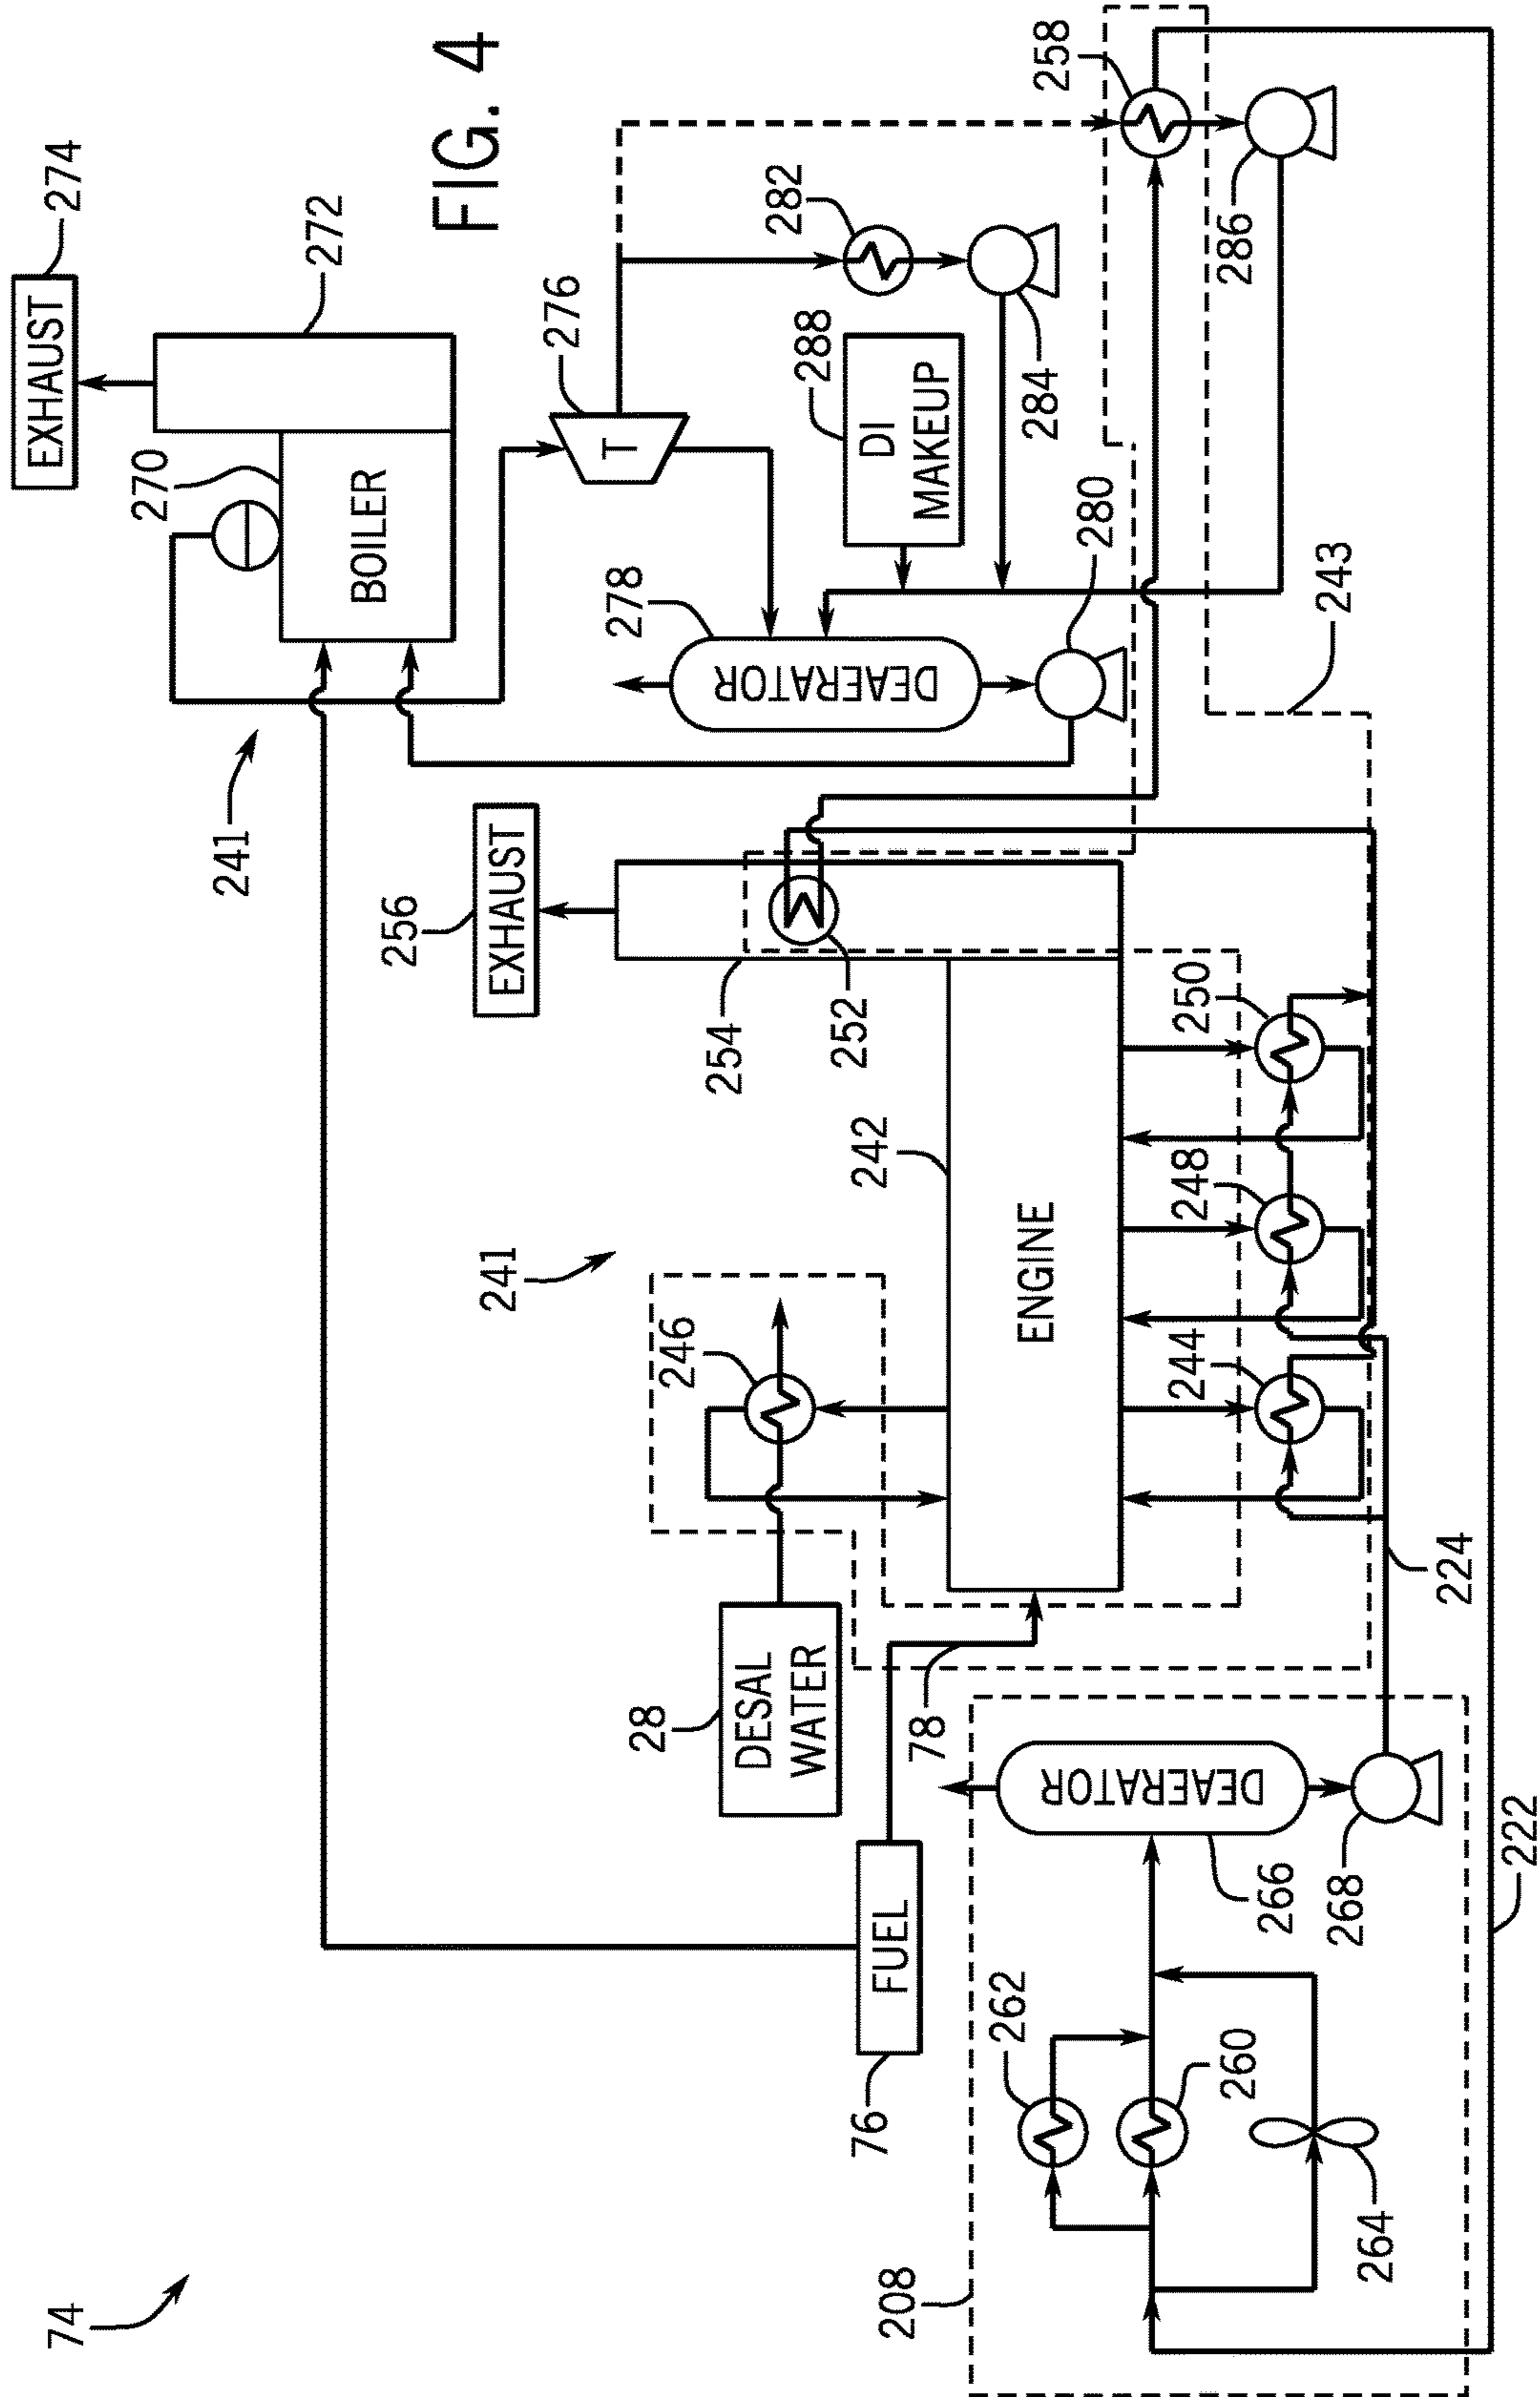 FIG. 4
74
274
EXHAUST
272
270
BOILER
241
276
T
282
258
288
DI
MAKEUP
284
286
278
DEAERATOR
280
243
256
EXHAUST
254
252
241
242
ENGINE
246
250
248
244
28
DESAL
WATER
78
224
76
FUEL
208
262
260
264
266
DEAERATOR
268
222